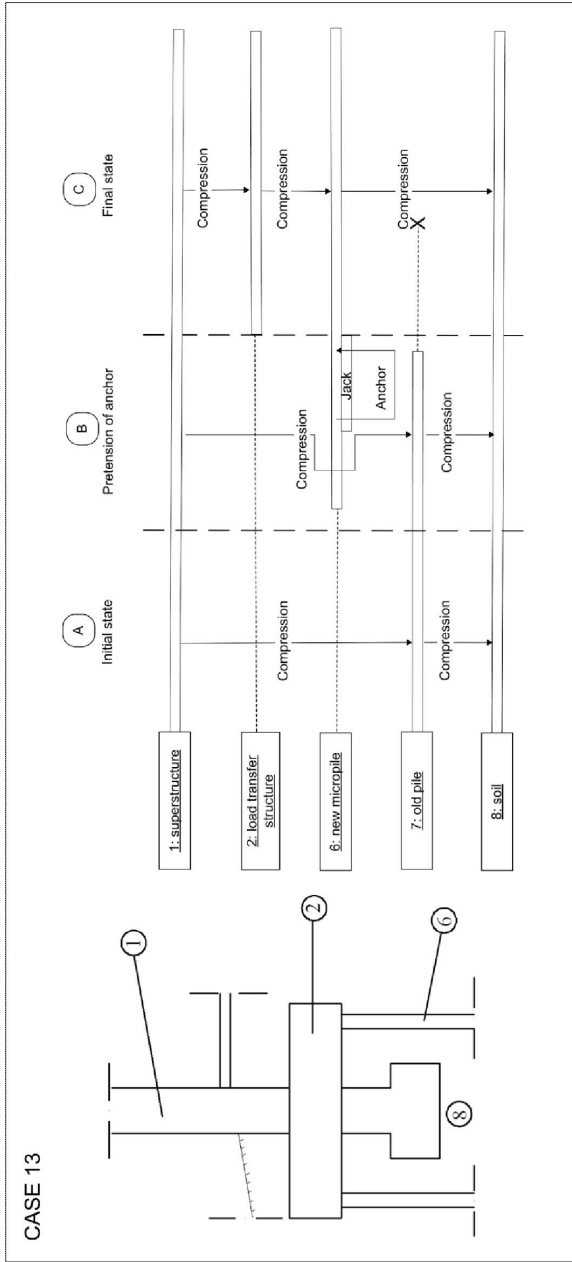 CASE 13
1
2
6
8
A
Initial state
B
Pretension of anchor
C
Final state
1: superstructure
Compression
2: load transfer
structure
Compression
Compression
Compression
6: new micropile
Jack
Anchor
Compression
7: old pile
X
Compression
Compression
8: soil